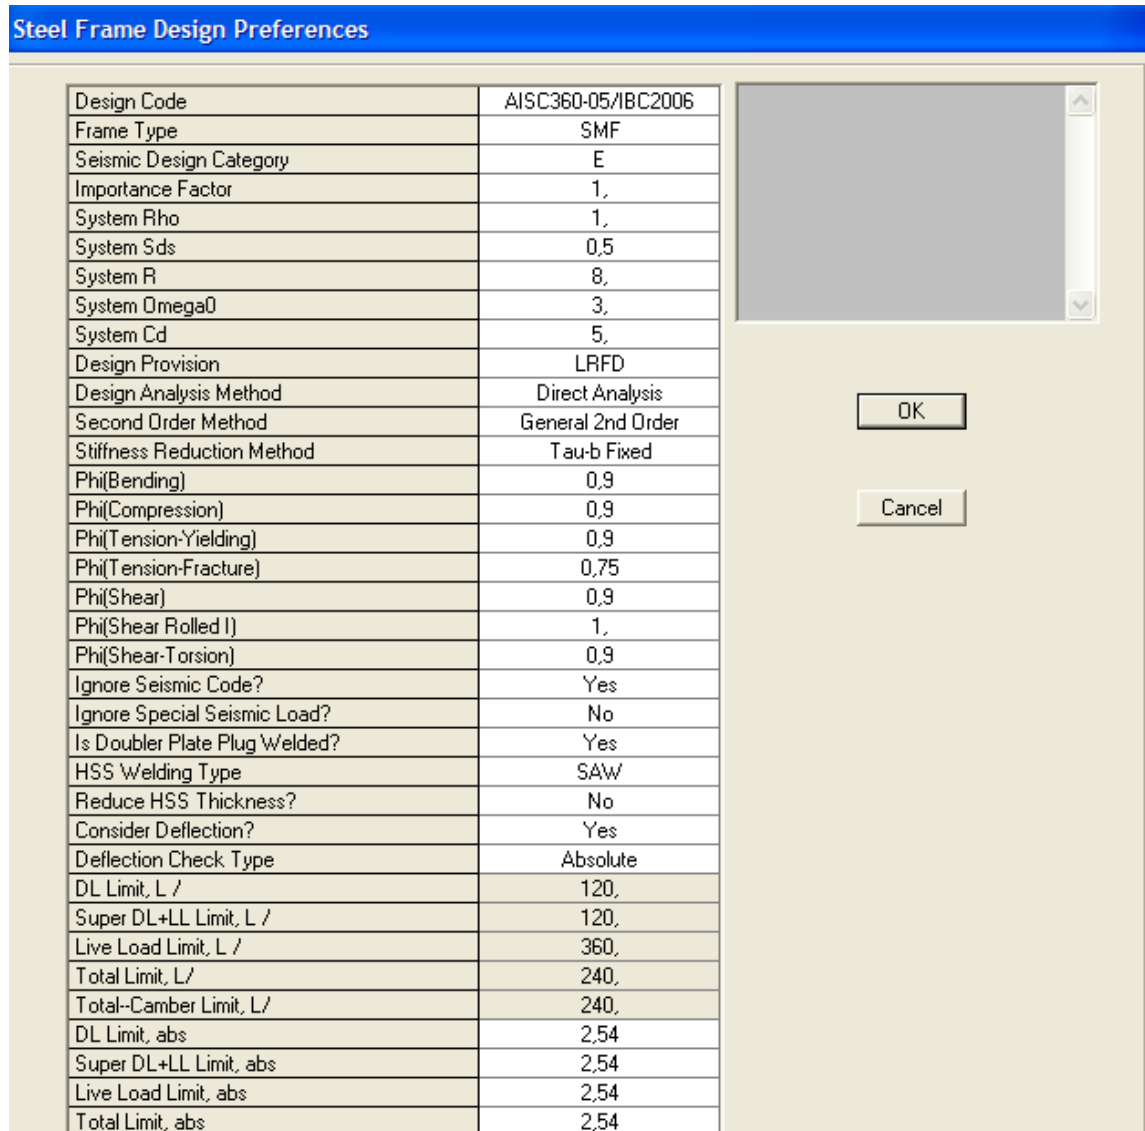 Steel Frame Design Preferences
Design Code AISC360-05/IBC2006
Frame Type SMF
Seismic Design Category E
Importance Factor 1,
System Rho 1,
System Sds 0,5
System R 8,
System Omega0 3,
System Cd 5,
Design Provision LRFD
Design Analysis Method Direct Analysis
Second Order Method General 2nd Order
Stiffness Reduction Method Tau-b Fixed
Phi(Bending) 0,9
Phi(Compression) 0,9
Phi(Tension-Yielding) 0,9
Phi(Tension-Fracture) 0,75
Phi(Shear) 0,9
Phi(Shear Rolled I) 1,
Phi(Shear-Torsion) 0,9
Ignore Seismic Code? Yes
Ignore Special Seismic Load? No
Is Doubler Plate Plug Welded? Yes
HSS Welding Type SAW
Reduce HSS Thickness? No
Consider Deflection? Yes
Deflection Check Type Absolute
DL Limit, L / 120,
Super DL+LL Limit, L / 120,
Live Load Limit, L / 360,
Total Limit, L/ 240,
Total--Camber Limit, L/ 240,
DL Limit, abs 2,54
Super DL+LL Limit, abs 2,54
Live Load Limit, abs 2,54
Total Limit, abs 2,54
OK
Cancel